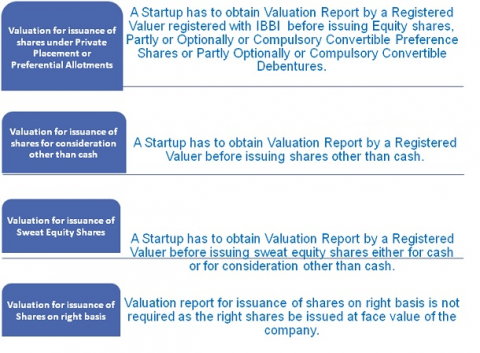 Valuation for issuance of
shares under Private
Placement or
Preferential Allotments
A Startup has to obtain Valuation Report by a Registered
Valuer registered with IBBI before issuing Equity shares,
Partly or Optionally or Compulsory Convertible Preference
Shares or Partly Optionally or Compulsory Convertible
Debentures.
Valuation for issuance of
shares for consideration
other than cash
A Startup has to obtain Valuation Report by a Registered
Valuer before issuing shares other than cash.
Valuation for issuance of
Sweat Equity Shares
A Startup has to obtain Valuation Report by a Registered
Valuer before issuing sweat equity shares either for cash
or for consideration other than cash.
Valuation for issuance of
Shares on right basis
Valuation report for issuance of shares on right basis is not
required as the right shares be issued at face value of the
company.